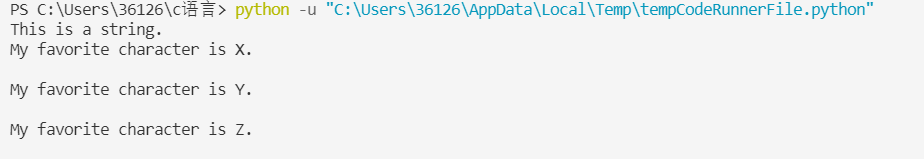 PS C:\Users\36126\c语言> python -u "C:\Users\36126\AppData\Local\Temp\tempCodeRunnerFile.python"
This is a string.
My favorite character is X.
My favorite character is Y.
My favorite character is Z.